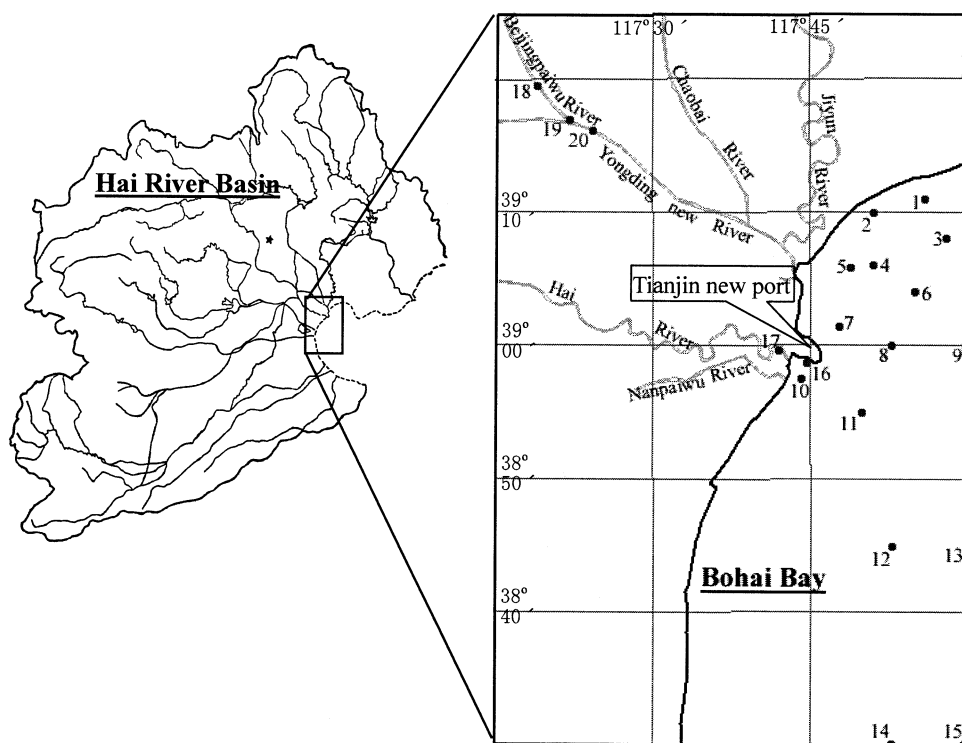 Hai River Basin
117° 30′
117° 45′
Beijingpaiwu River
Chaobai River
Jiyun River
18
19
20
Yongding new River
39° 10′
1
2
3
5
4
6
Tianjin new port
Hai River
7
39° 00′
17
8
9
16
Nanpaiwu River
10
11
38° 50′
12
13
Bohai Bay
38° 40′
14
15